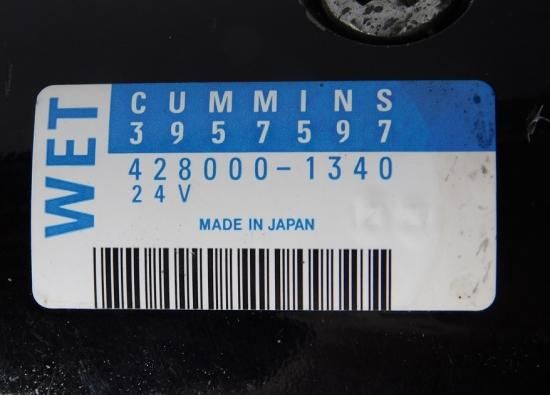 WET
CUMMINS
3957597
428000-1340
24V
MADE IN JAPAN